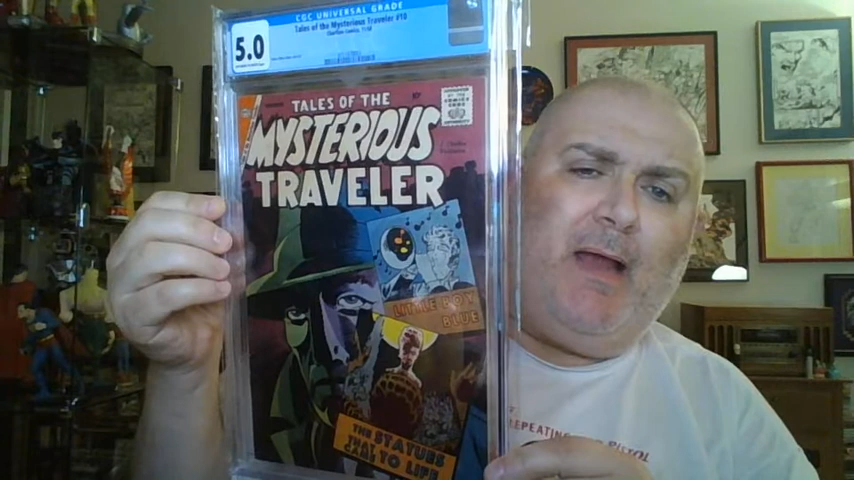 CGC UNIVERSAL GRADE
Tales of the Mysterious Traveler #10
5.0
TALES OF THE
MYSTERIOUS
TRAVELER
LITTLE BOY
BLUE
THE STATUES
THAT
TO LIFE
REPEATING